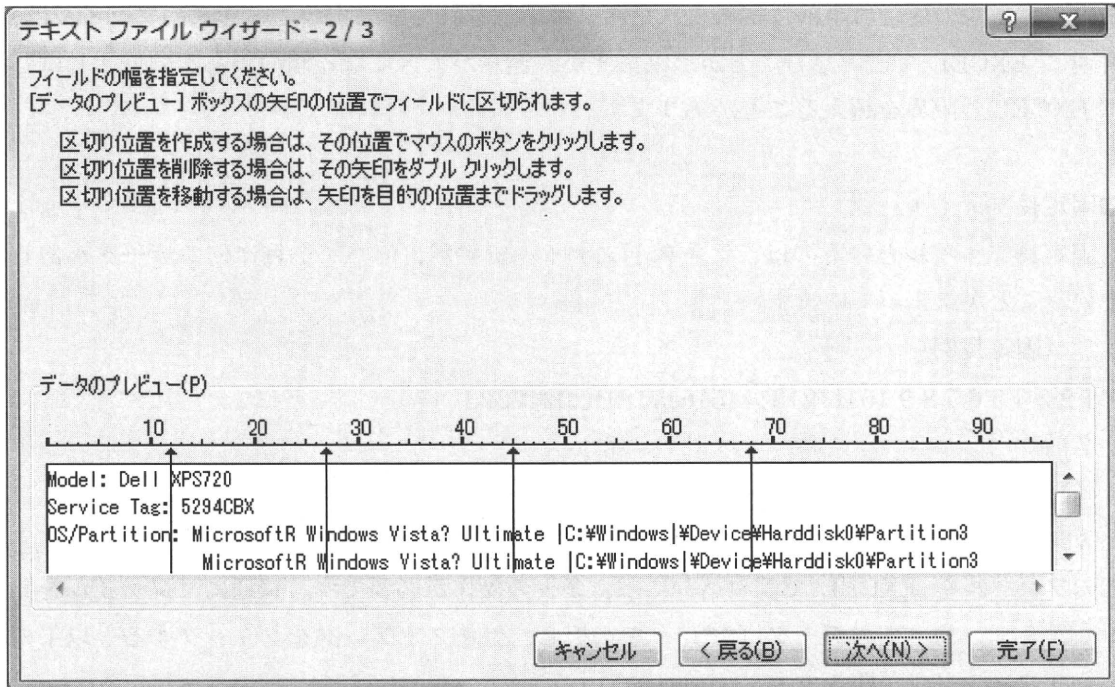 テキスト ファイル ウィザード - 2 / 3
フィールドの幅を指定してください。
[データのプレビュー] ボックスの矢印の位置でフィールドに区切られます。
区切り位置を作成する場合は、その位置でマウスのボタンをクリックします。
区切り位置を削除する場合は、その矢印をダブル クリックします。
区切り位置を移動する場合は、矢印を目的の位置までドラッグします。
データのプレビュー(P)
10 20 30 40 50 60 70 80 90
Model: Dell XPS720
Service Tag: 5294CBX
OS/Partition: MicrosoftR Windows Vista? Ultimate |C:¥Windows|¥Device¥Harddisk0¥Partition3
MicrosoftR Windows Vista? Ultimate |C:¥Windows|¥Device¥Harddisk0¥Partition3
キャンセル < 戻る(B) 次へ(N) > 完了(F)